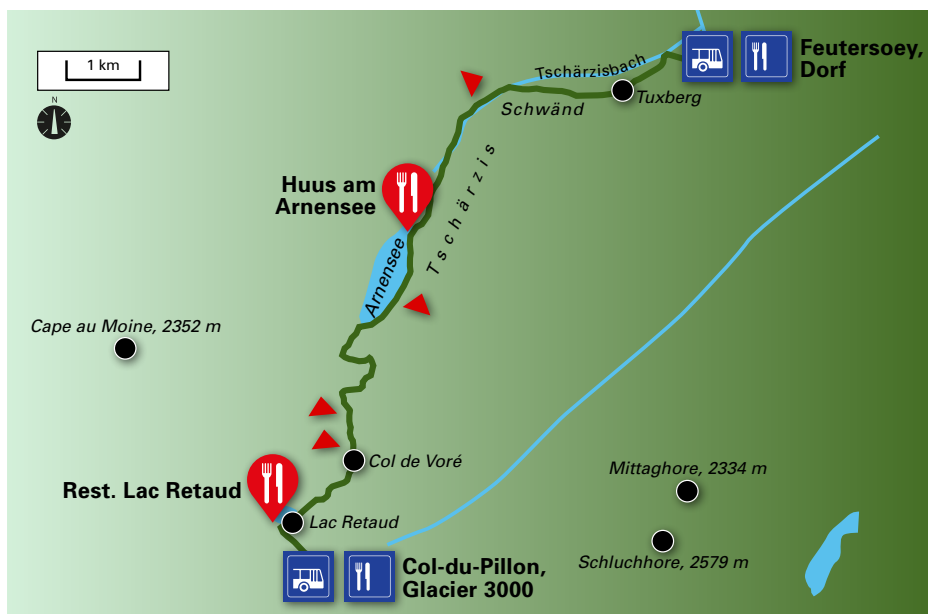 1 km
N
Feutersoey,
Dorf
Tschärzisbach
Schwänd
Tuxberg
Huus am
Arnensee
Tschärzis
Arnensee
Cape au Moine, 2352 m
Col de Voré
Mittaghore, 2334 m
Rest. Lac Retaud
Lac Retaud
Schluchhore, 2579 m
Col-du-Pillon,
Glacier 3000